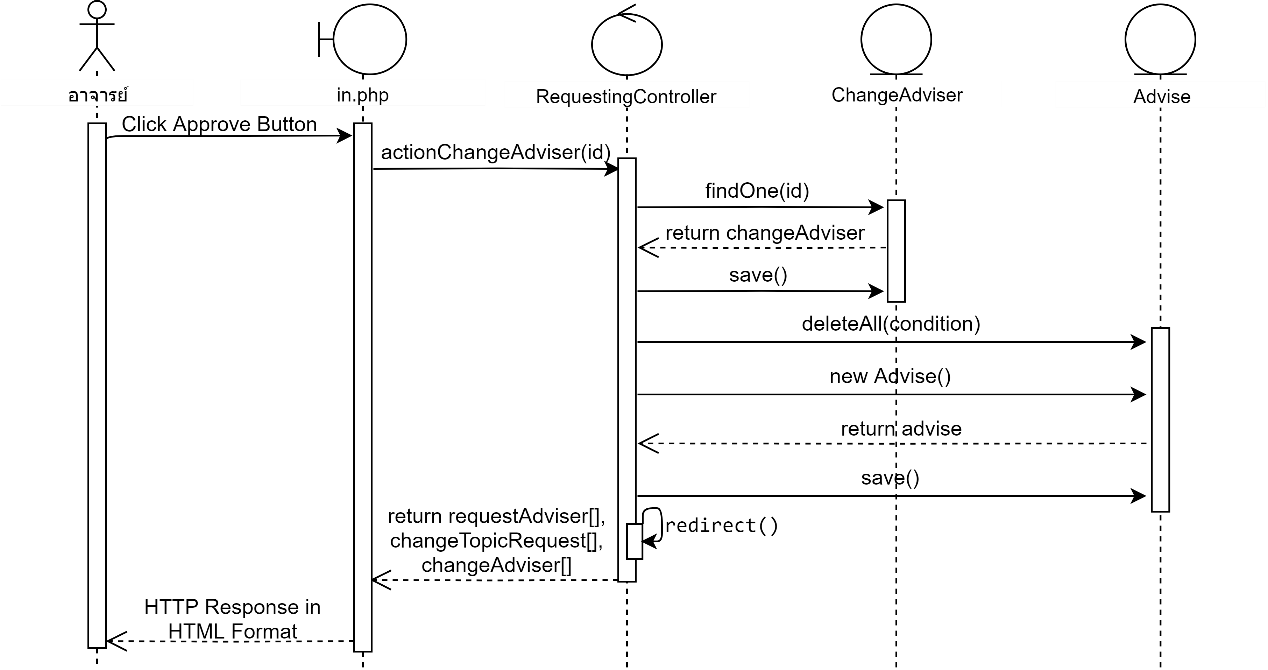 อาจารย์
in.php
RequestingController
ChangeAdviser
Advise
Click Approve Button
actionChangeAdviser(id)
findOne(id)
return changeAdviser
save()
deleteAll(condition)
new Advise()
return advise
save()
redirect()
return requestAdviser[],
changeTopicRequest[],
changeAdviser[]
HTTP Response in
HTML Format